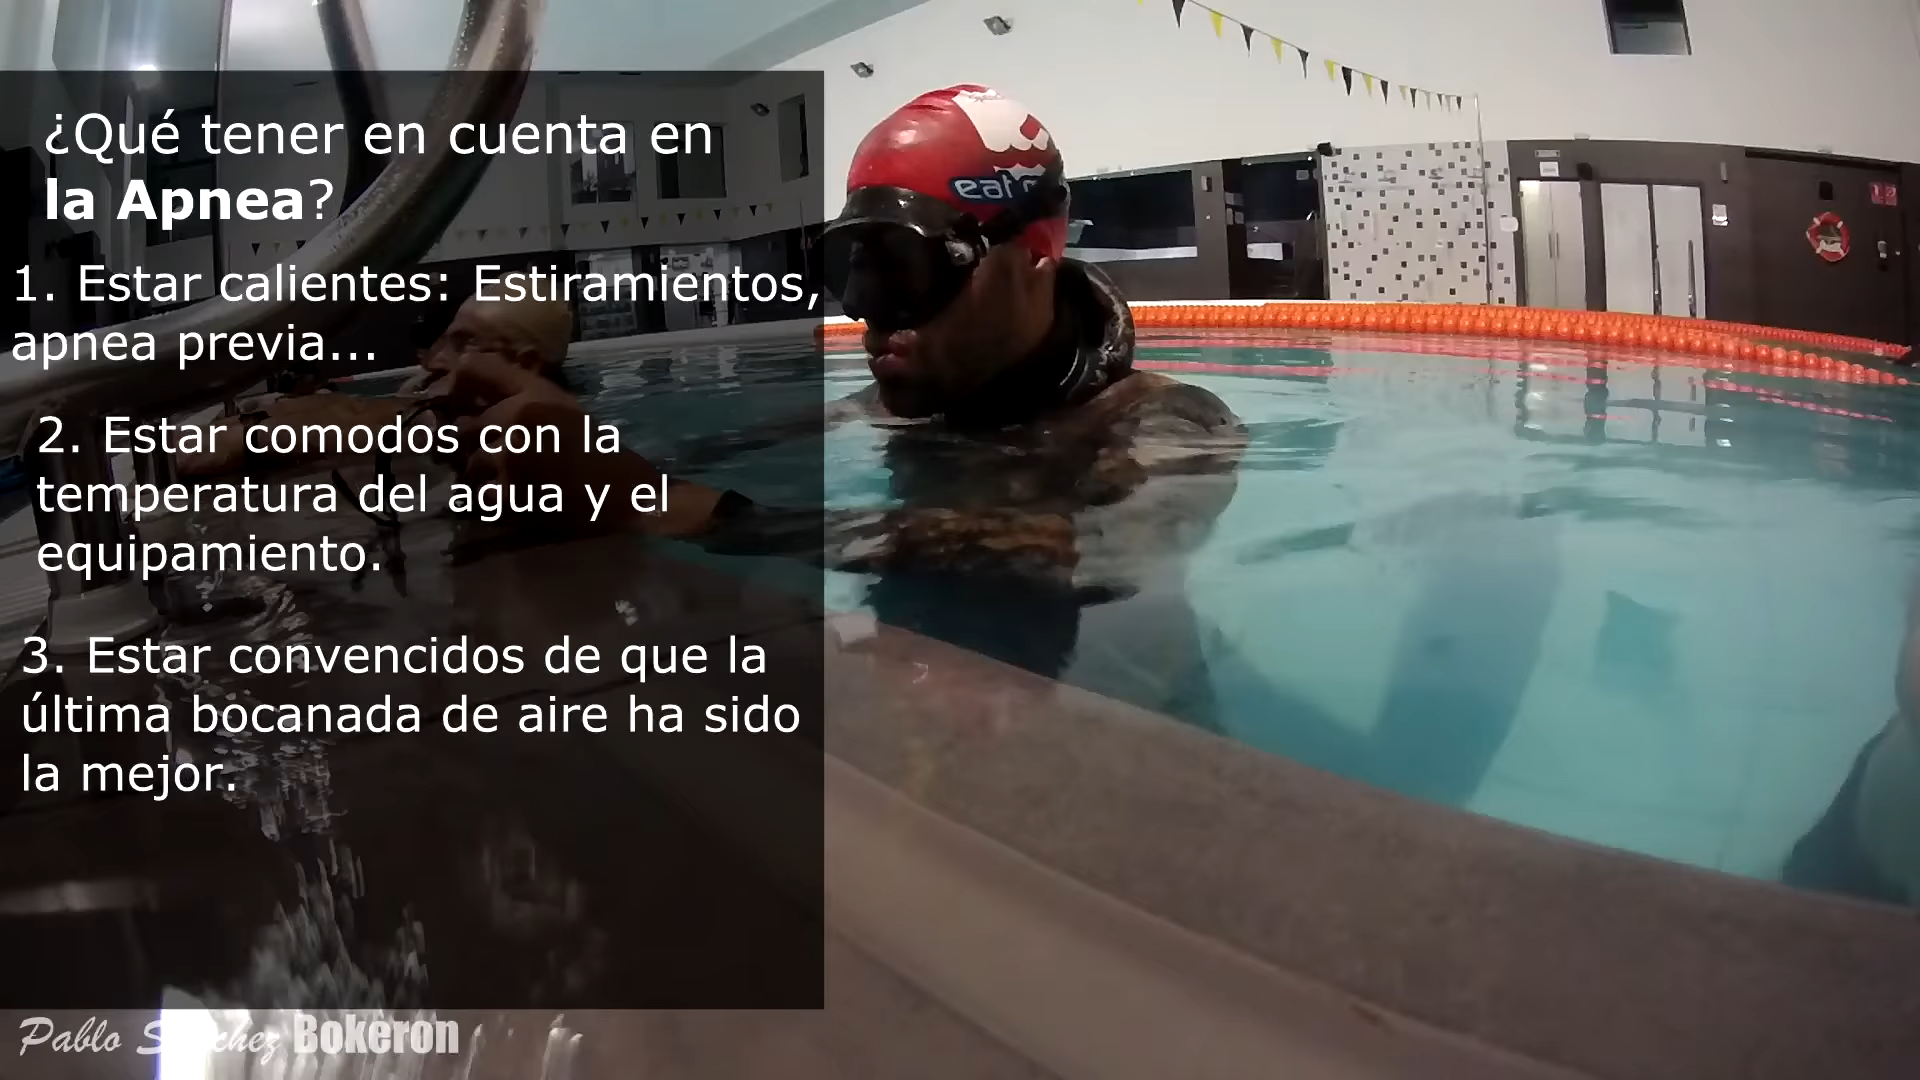 ¿Qué tener en cuenta en
la Apnea?
1. Estar calientes: Estiramientos,
apnea previa...
2. Estar comodos con la
temperatura del agua y el
equipamiento.
3. Estar convencidos de que la
última bocanada de aire ha sido
la mejor.
eat
Pablo Bokeron